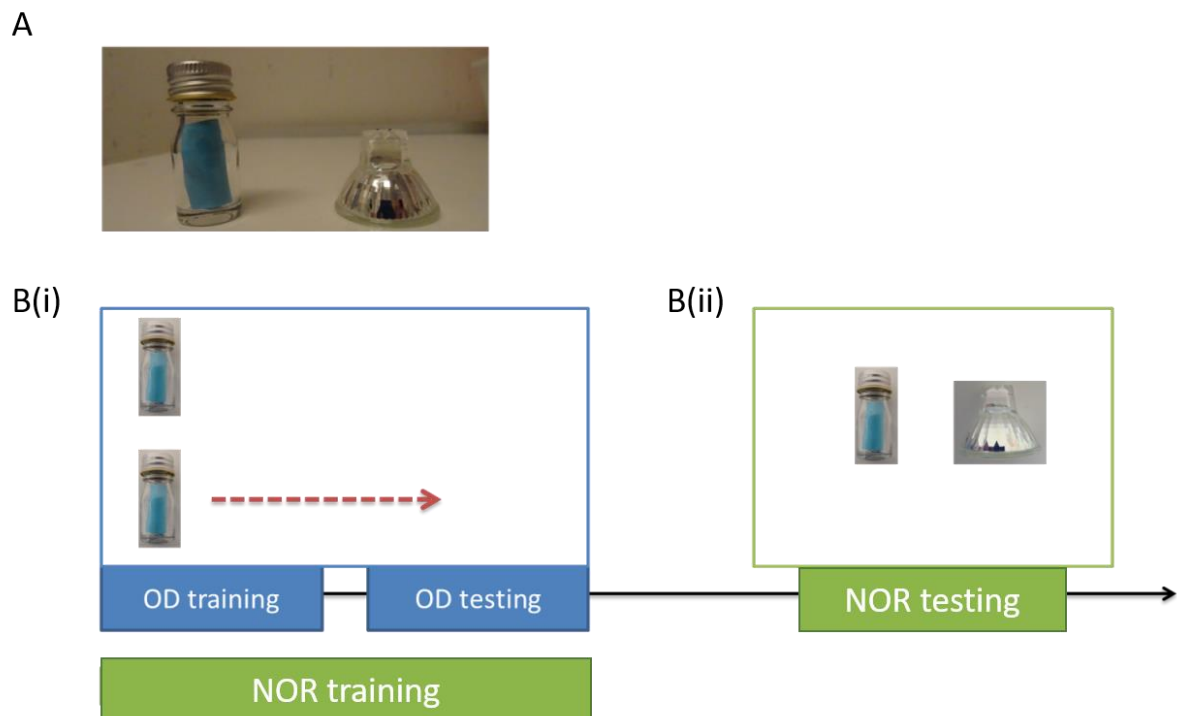 A
B(i)
B(ii)
OD training
OD testing
NOR testing
NOR training